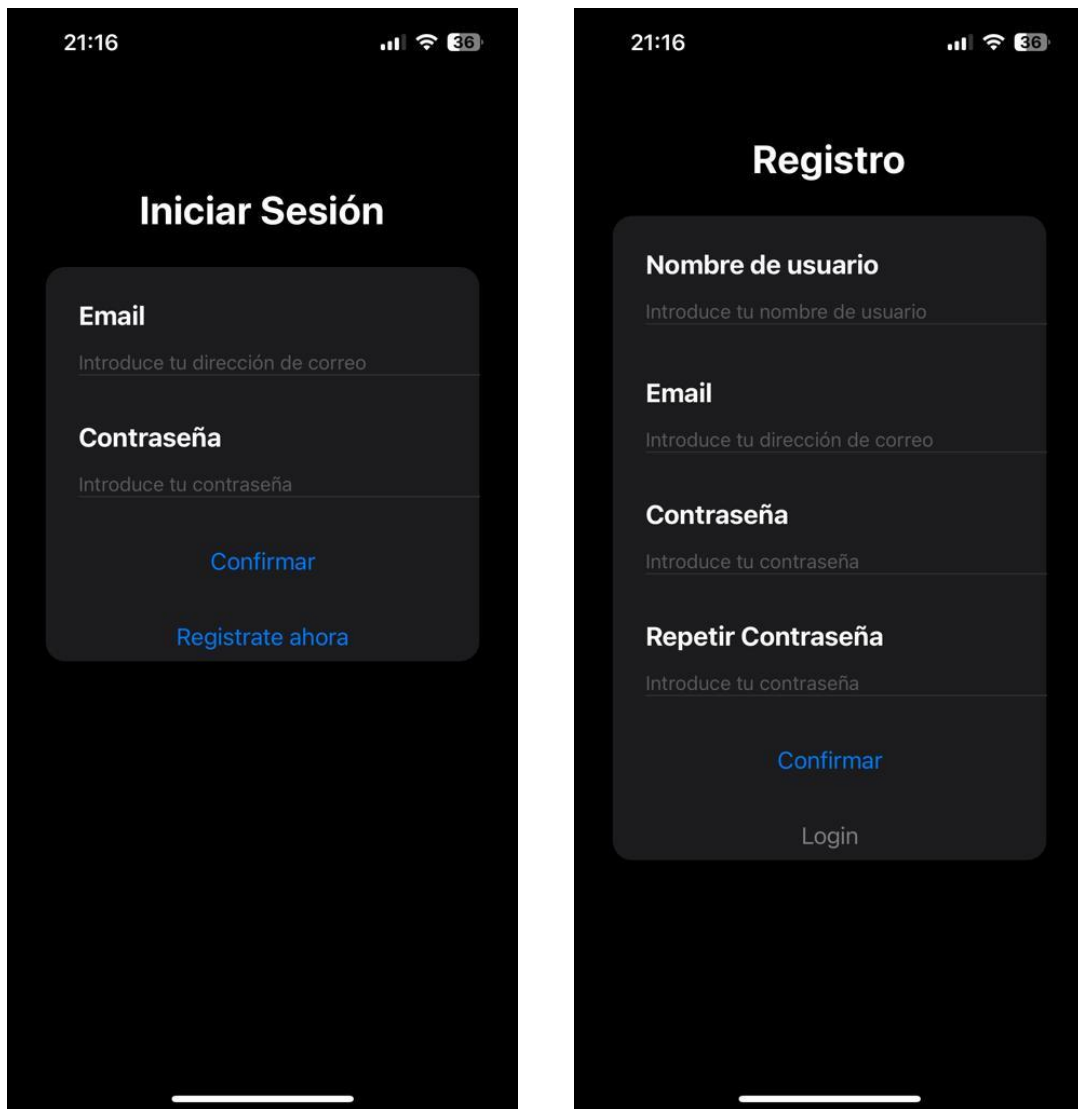 21:16
36
Iniciar Sesión
Email
Introduce tu dirección de correo
Contraseña
Introduce tu contraseña
Confirmar
Registrate ahora
21:16
36
Registro
Nombre de usuario
Introduce tu nombre de usuario
Email
Introduce tu dirección de correo
Contraseña
Introduce tu contraseña
Repetir Contraseña
Introduce tu contraseña
Confirmar
Login